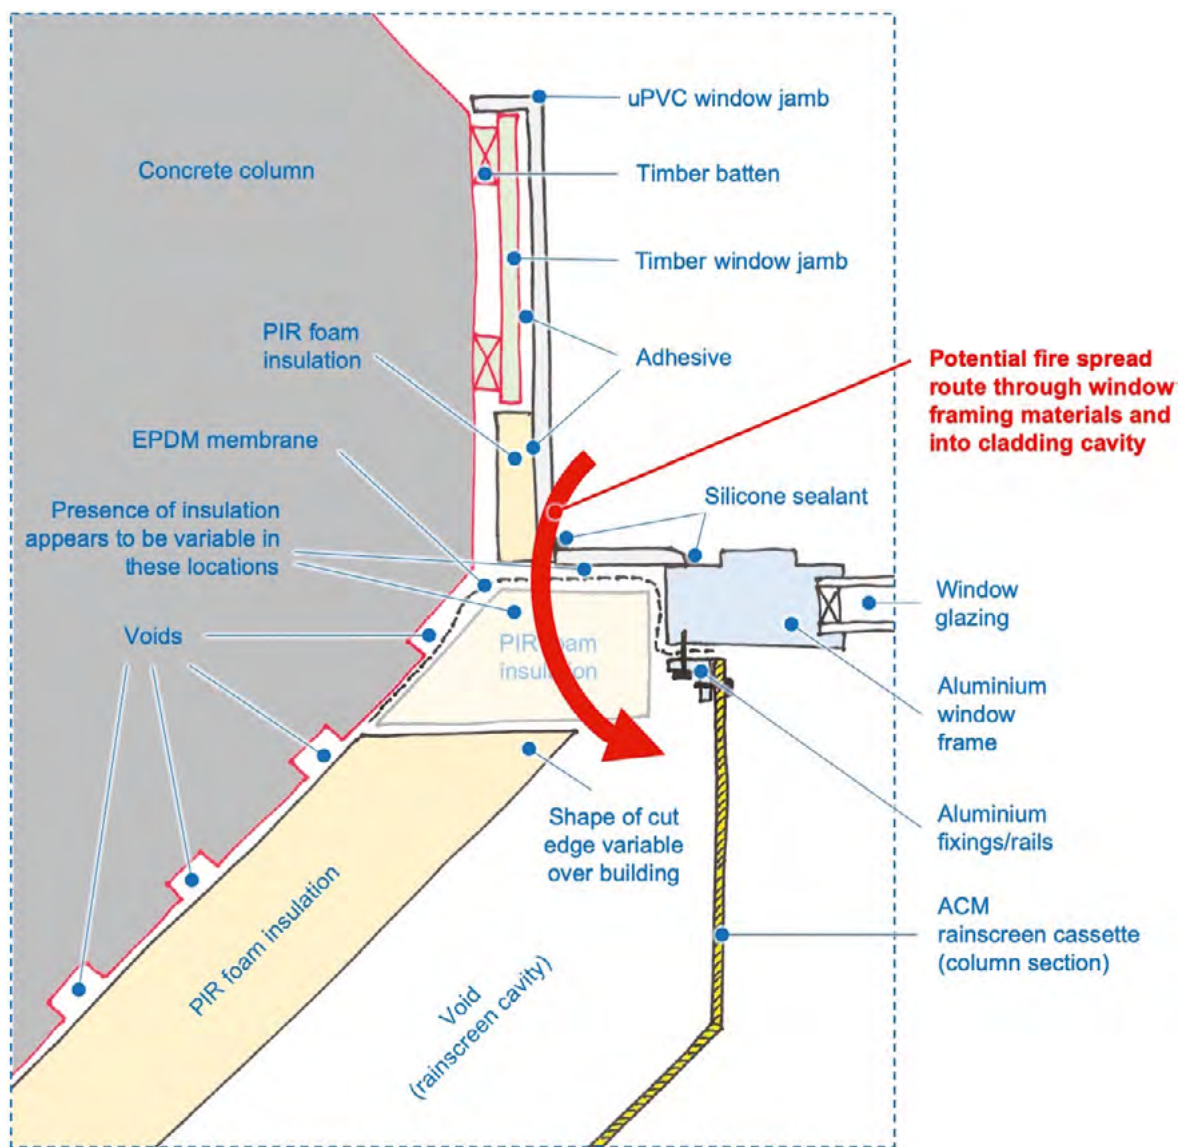 uPVC window jamb
Concrete column
Timber batten
Timber window jamb
PIR foam
insulation
Adhesive
Potential fire spread
route through window
framing materials and
into cladding cavity
EPDM membrane
Silicone sealant
Presence of insulation
appears to be variable in
these locations
Window
glazing
Voids
PIR foam
insulation
Aluminium
window
frame
Shape of cut
edge variable
over building
Aluminium
fixings/rails
PIR foam insulation
ACM
rainscreen cassette
(column section)
Void
(rainscreen cavity)